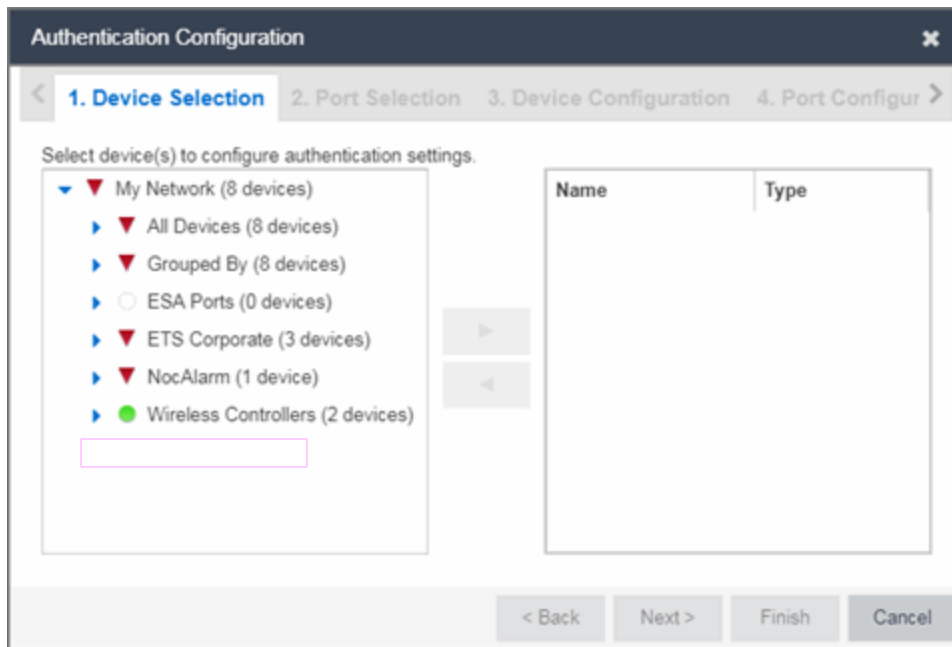 Authentication Configuration
1. Device Selection 2. Port Selection 3. Device Configuration 4. Port Configur
Select device(s) to configure authentication settings.
My Network (8 devices)
All Devices (8 devices)
Grouped By (8 devices)
ESA Ports (0 devices)
ETS Corporate (3 devices)
NocAlarm (1 device)
Wireless Controllers (2 devices)
Name Type
< Back Next > Finish Cancel